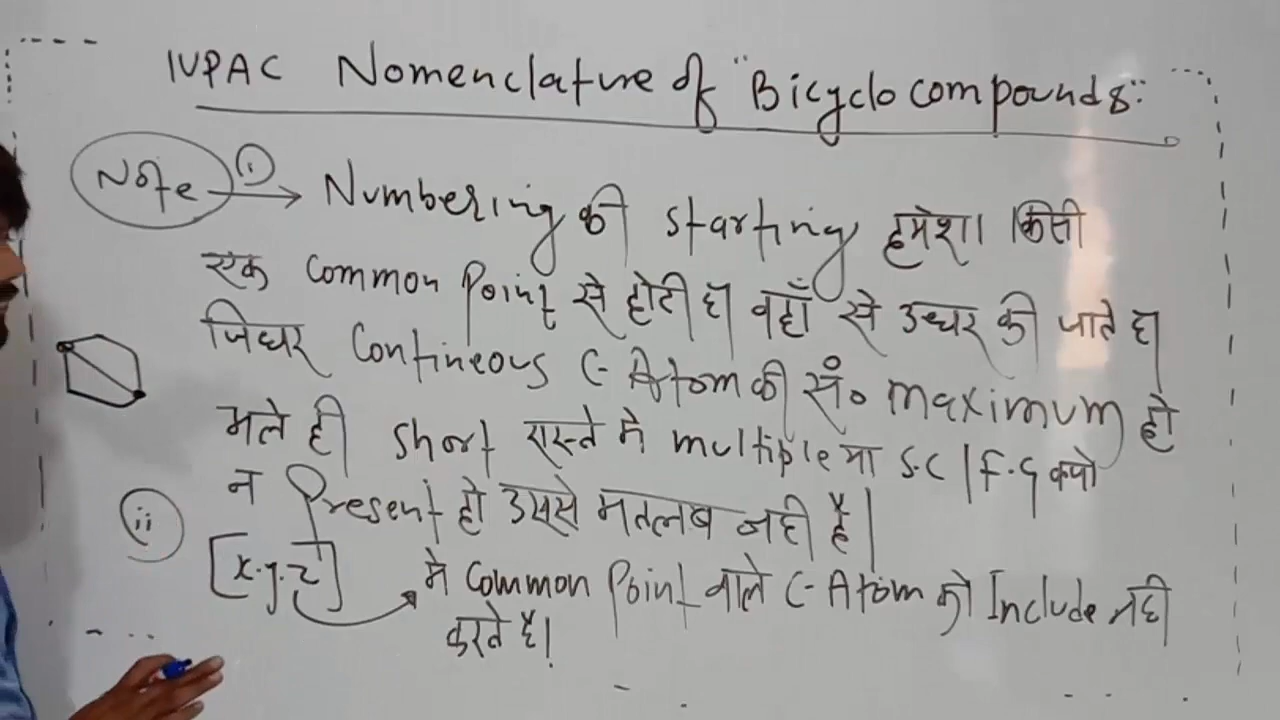 IUPAC Nomenclature of "Bicyclo compounds":
Note (i) → Numbering की starting हमेशा किसी
एक common Point से होती है। वहाँ से उधर की जाते है।
जिधर Contineous C-Atom की सं० maximum हो
भले ही short रास्ते मे multiple या S.C/F.G क्यो
न Present हो उससे मतलब नही है।
(ii) [x.y.z] मे Common Point वाले C-Atom को Include नही
करते है।